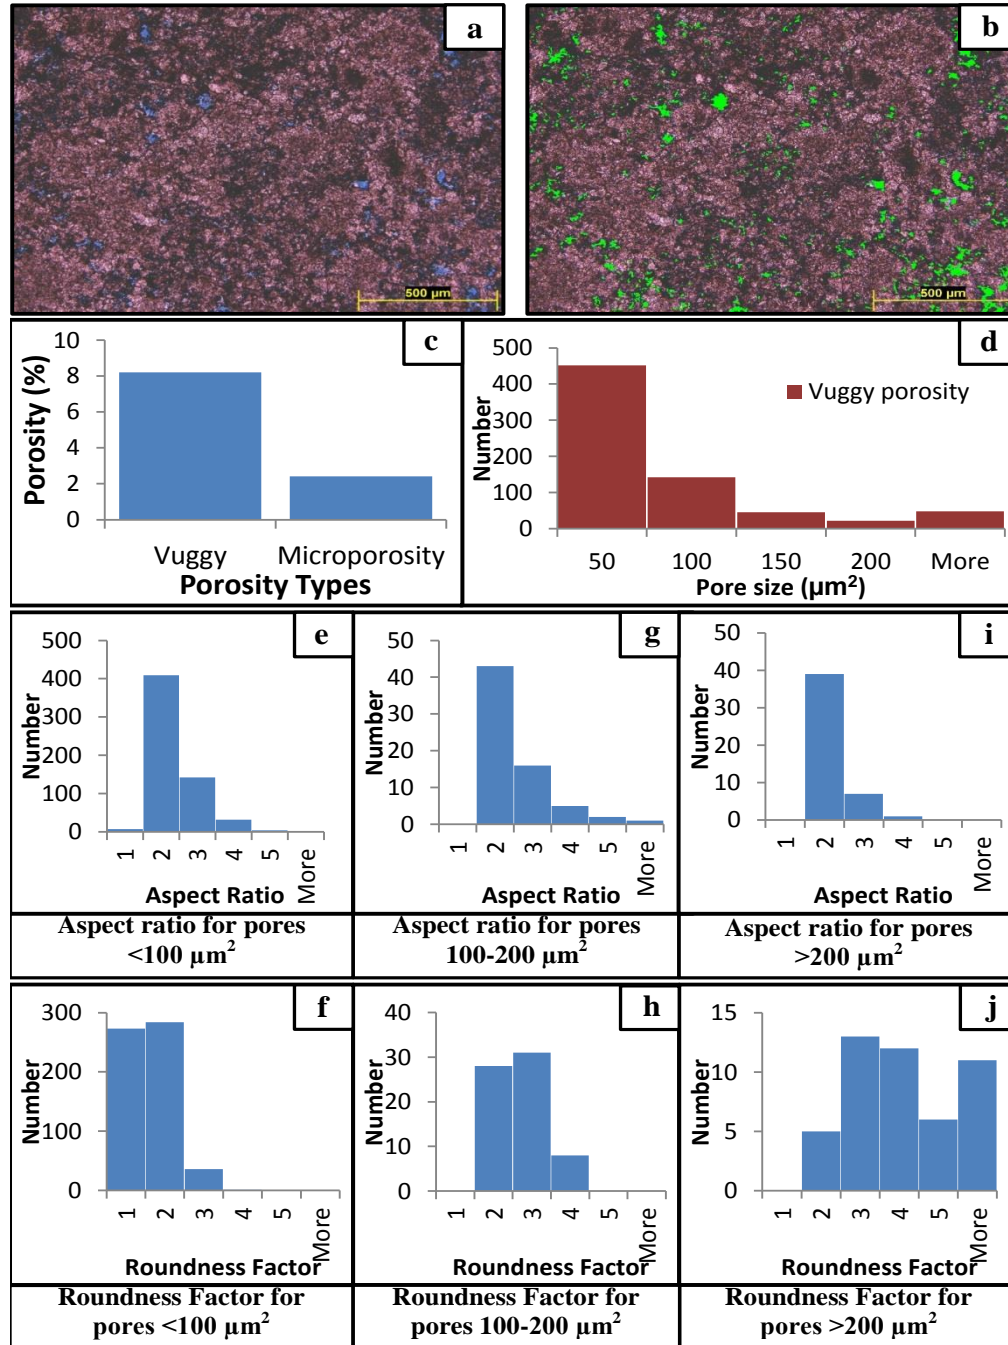 a
500 µm
b
500 µm
c
Porosity (%)
10
8
6
4
2
0
Vuggy Microporosity
Porosity Types
d
Number
500
400
300
200
100
0
Vuggy porosity
50 100 150 200 More
Pore size (µm²)
e
Number
500
400
300
200
100
0
1 2 3 4 5 More
Aspect Ratio
Aspect ratio for pores
<100 µm²
g
Number
50
40
30
20
10
0
1 2 3 4 5 More
Aspect Ratio
Aspect ratio for pores
100-200 µm²
i
Number
50
40
30
20
10
0
1 2 3 4 5 More
Aspect Ratio
Aspect ratio for pores
>200 µm²
f
Number
300
200
100
0
1 2 3 4 5 More
Roundness Factor
Roundness Factor for
pores <100 µm²
h
Number
40
30
20
10
0
1 2 3 4 5 More
Roundness Factor
Roundness Factor for
pores 100-200 µm²
j
Number
15
10
5
0
1 2 3 4 5 More
Roundness Factor
Roundness Factor for
pores >200 µm²